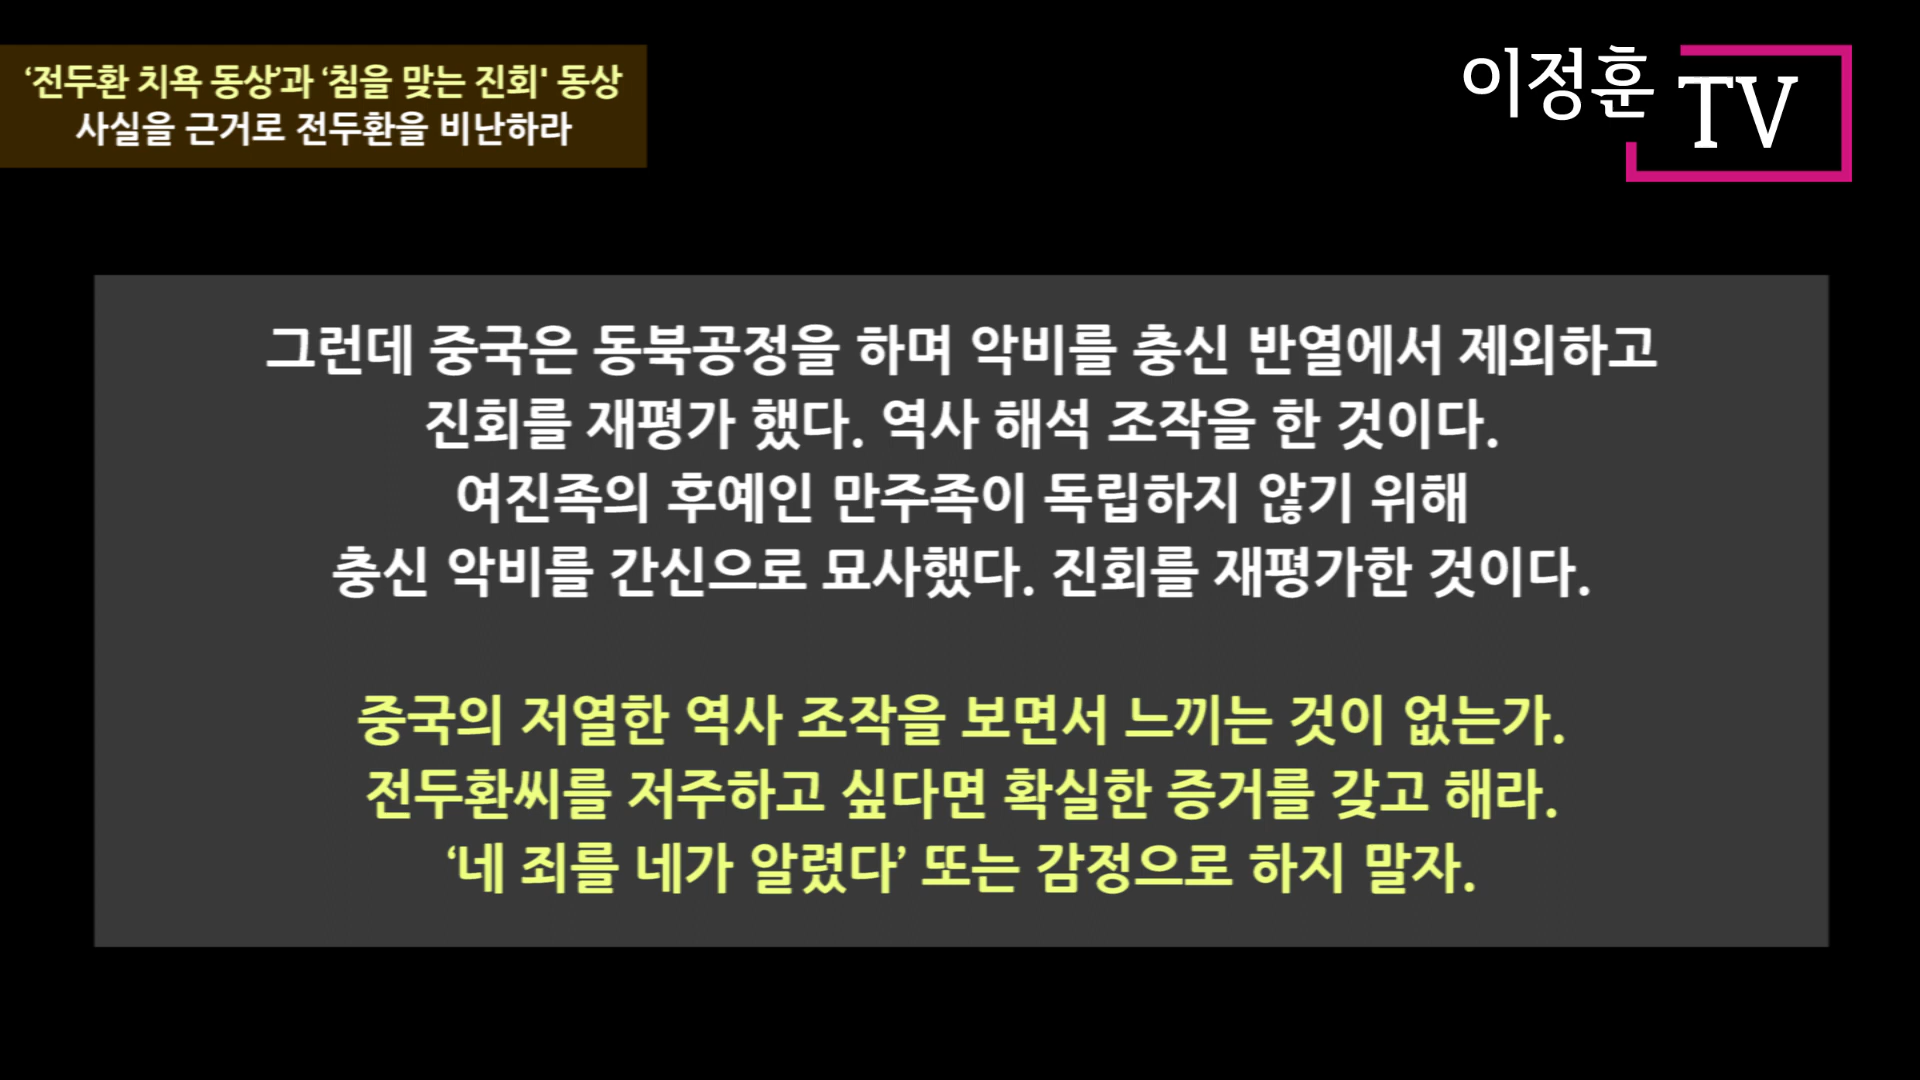 ‘전두환 치욕 동상’과 ‘침을 맞는 진회' 동상
사실을 근거로 전두환을 비난하라
이정훈 TV
그런데 중국은 동북공정을 하며 악비를 충신 반열에서 제외하고
진회를 재평가 했다. 역사 해석 조작을 한 것이다.
여진족의 후예인 만주족이 독립하지 않기 위해
충신 악비를 간신으로 묘사했다. 진회를 재평가한 것이다.
중국의 저열한 역사 조작을 보면서 느끼는 것이 없는가.
전두환씨를 저주하고 싶다면 확실한 증거를 갖고 해라.
‘네 죄를 네가 알렸다’ 또는 감정으로 하지 말자.